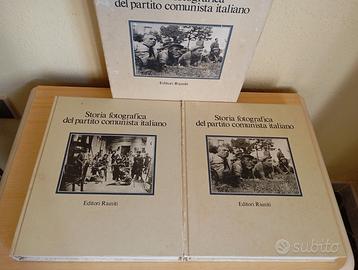 del partito comunista italiano
Editori Riuniti
Storia fotografica
del partito comunista italiano
Editori Riuniti
Storia fotografica
del partito comunista italiano
Editori Riuniti
subito